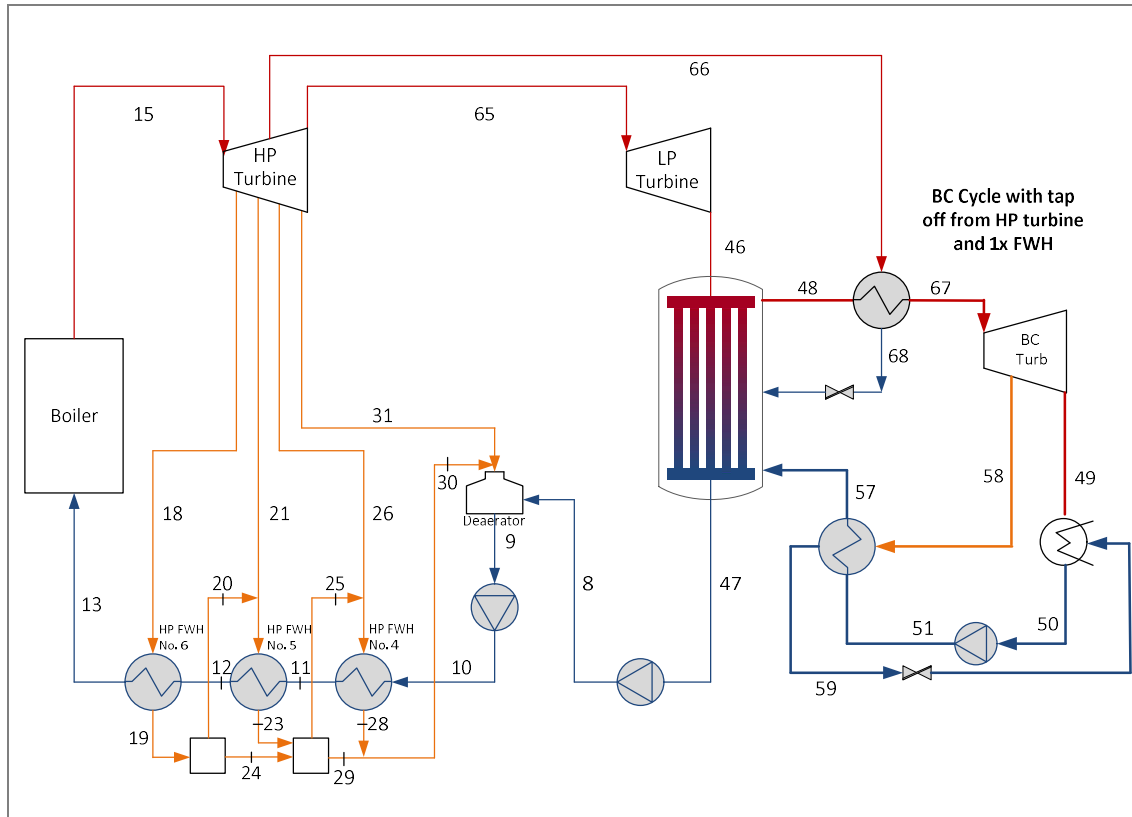 66
15
65
HP
Turbine
LP
Turbine
BC Cycle with tap
off from HP turbine
and 1x FWH
46
48
67
BC
Turb
68
Boiler
31
30
Deaerator
57
58
49
18
21
26
9
8
47
13
20
25
51
50
HP FWH
No. 6
HP FWH
No. 5
HP FWH
No. 4
12
11
10
59
19
23
28
24
29